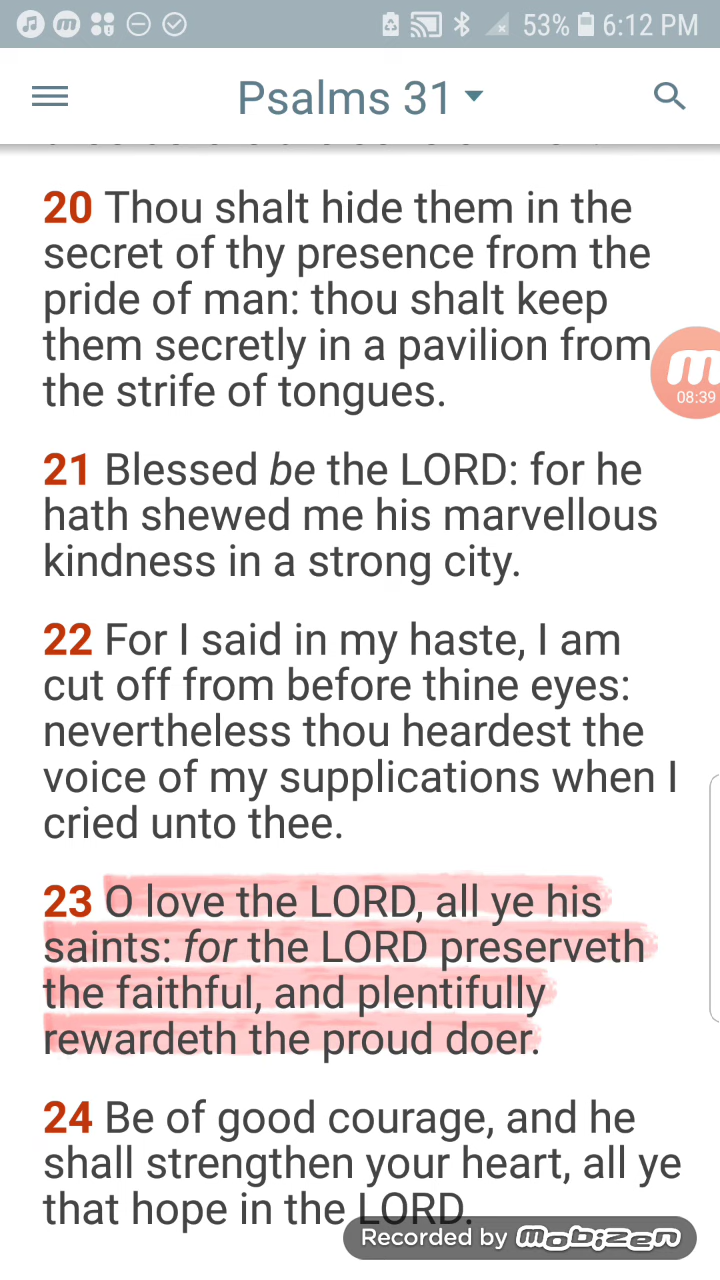 53% 6:12 PM
Psalms 31
20 Thou shalt hide them in the
secret of thy presence from the
pride of man: thou shalt keep
them secretly in a pavilion from
the strife of tongues.
08:39
21 Blessed be the LORD: for he
hath shewed me his marvellous
kindness in a strong city.
22 For I said in my haste, I am
cut off from before thine eyes:
nevertheless thou heardest the
voice of my supplications when I
cried unto thee.
23 O love the LORD, all ye his
saints: for the LORD preserveth
the faithful, and plentifully
rewardeth the proud doer.
24 Be of good courage, and he
shall strengthen your heart, all ye
that hope in the LORD.
Recorded by mobizen